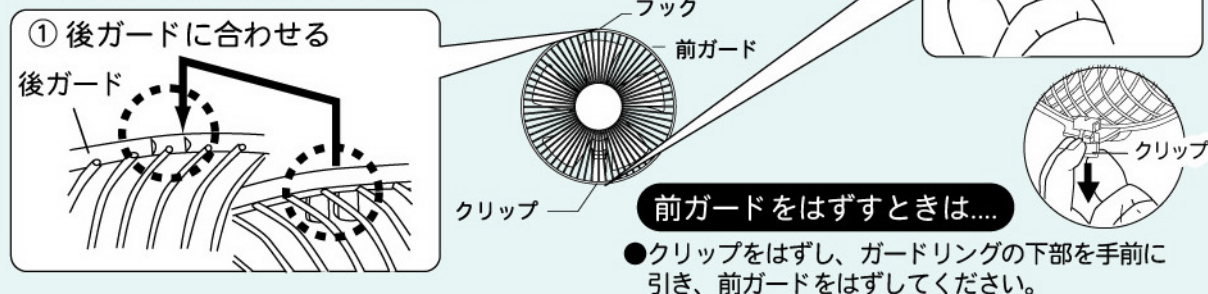 ① 後ガードに合わせる
後ガード
フック
前ガード
クリップ
クリップ
前ガードをはずすときは....
●クリップをはずし、ガードリングの下部を手前に
引き、前ガードをはずしてください。